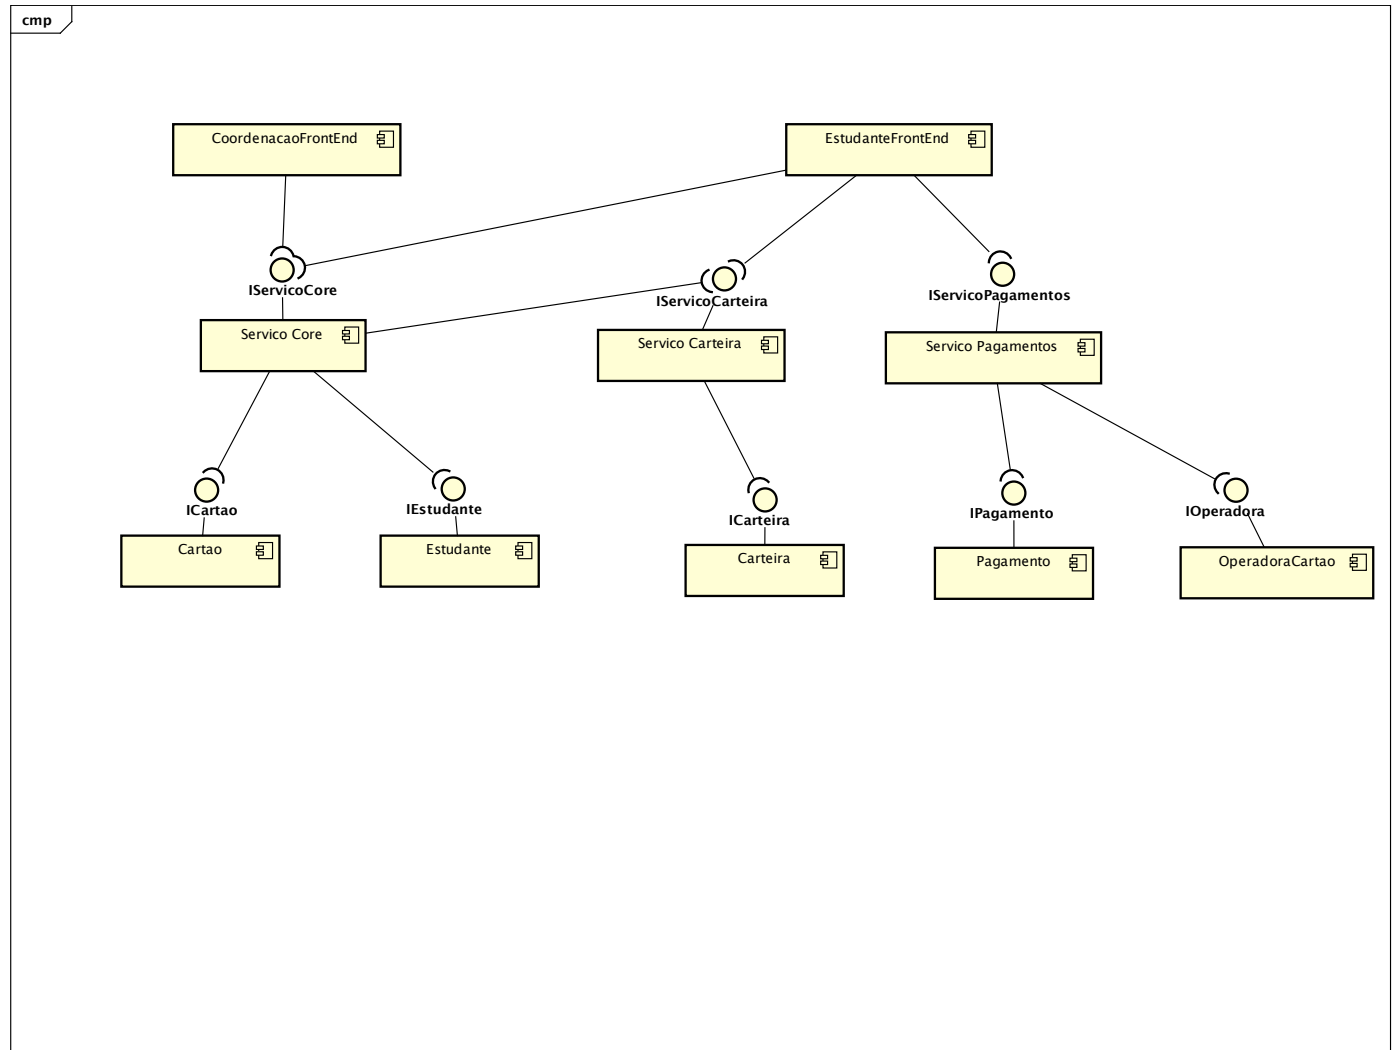 cmp
CoordenacaoFrontEnd
EstudanteFrontEnd
IServicoCore
IServicoCarteira
IServicoPagamentos
Servico Core
Servico Carteira
Servico Pagamentos
ICartao
IEstudante
ICarteira
IPagamento
IOperadora
Cartao
Estudante
Carteira
Pagamento
OperadoraCartao